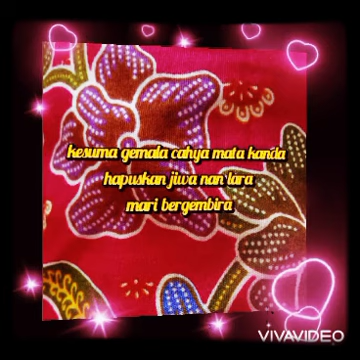 kesuma gemala cahya mata kanda
hapuskan jiwa nan lara
mari bergembira
VIVAVIDEO